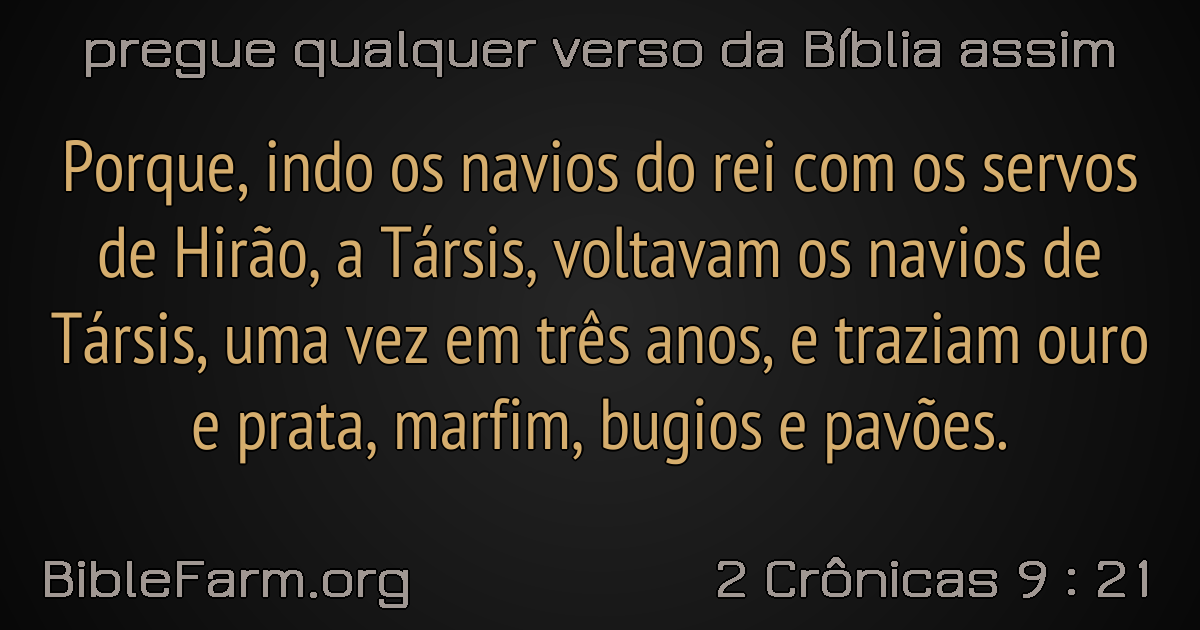 pregue qualquer verso da Bíblia assim
Porque, indo os navios do rei com os servos
de Hirão, a Társis, voltavam os navios de
Társis, uma vez em três anos, e traziam ouro
e prata, marfim, bugios e pavões.
BibleFarm.org
2 Crônicas 9 : 21